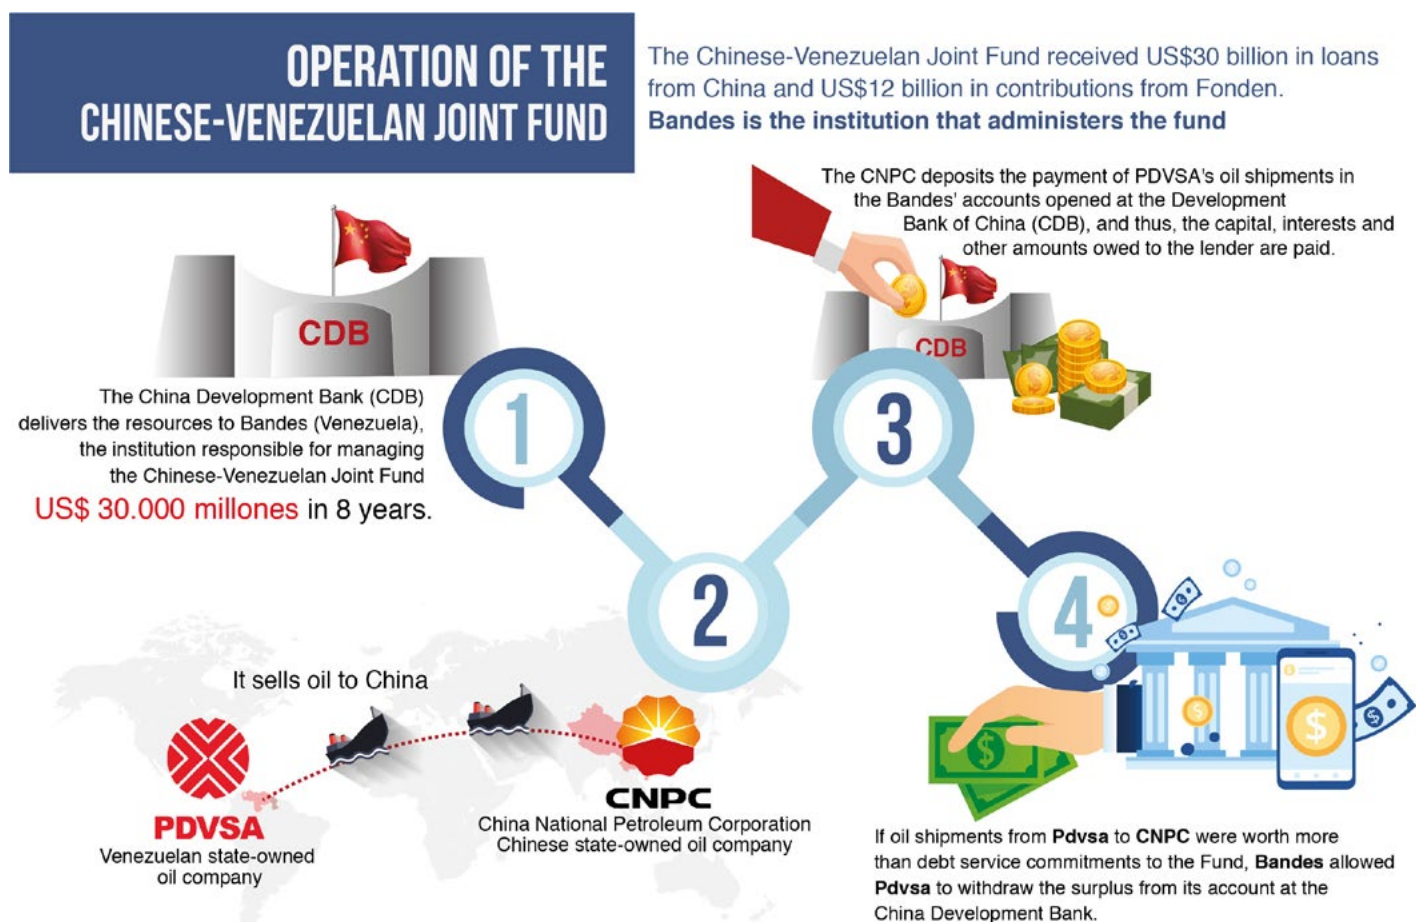 OPERATION OF THE
CHINESE-VENEZUELAN JOINT FUND
The Chinese-Venezuelan Joint Fund received US$30 billion in loans
from China and US$12 billion in contributions from Fonden.
Bandes is the institution that administers the fund
CDB
The China Development Bank (CDB)
delivers the resources to Bandes (Venezuela),
the institution responsible for managing
the Chinese-Venezuelan Joint Fund
US$ 30.000 millones in 8 years.
1
2
It sells oil to China
PDVSA
Venezuelan state-owned
oil company
CNPC
China National Petroleum Corporation
Chinese state-owned oil company
The CNPC deposits the payment of PDVSA's oil shipments in
the Bandes' accounts opened at the Development
Bank of China (CDB), and thus, the capital, interests and
other amounts owed to the lender are paid.
CDB
3
4
$
$
$
$
If oil shipments from Pdvsa to CNPC were worth more
than debt service commitments to the Fund, Bandes allowed
Pdvsa to withdraw the surplus from its account at the
China Development Bank.